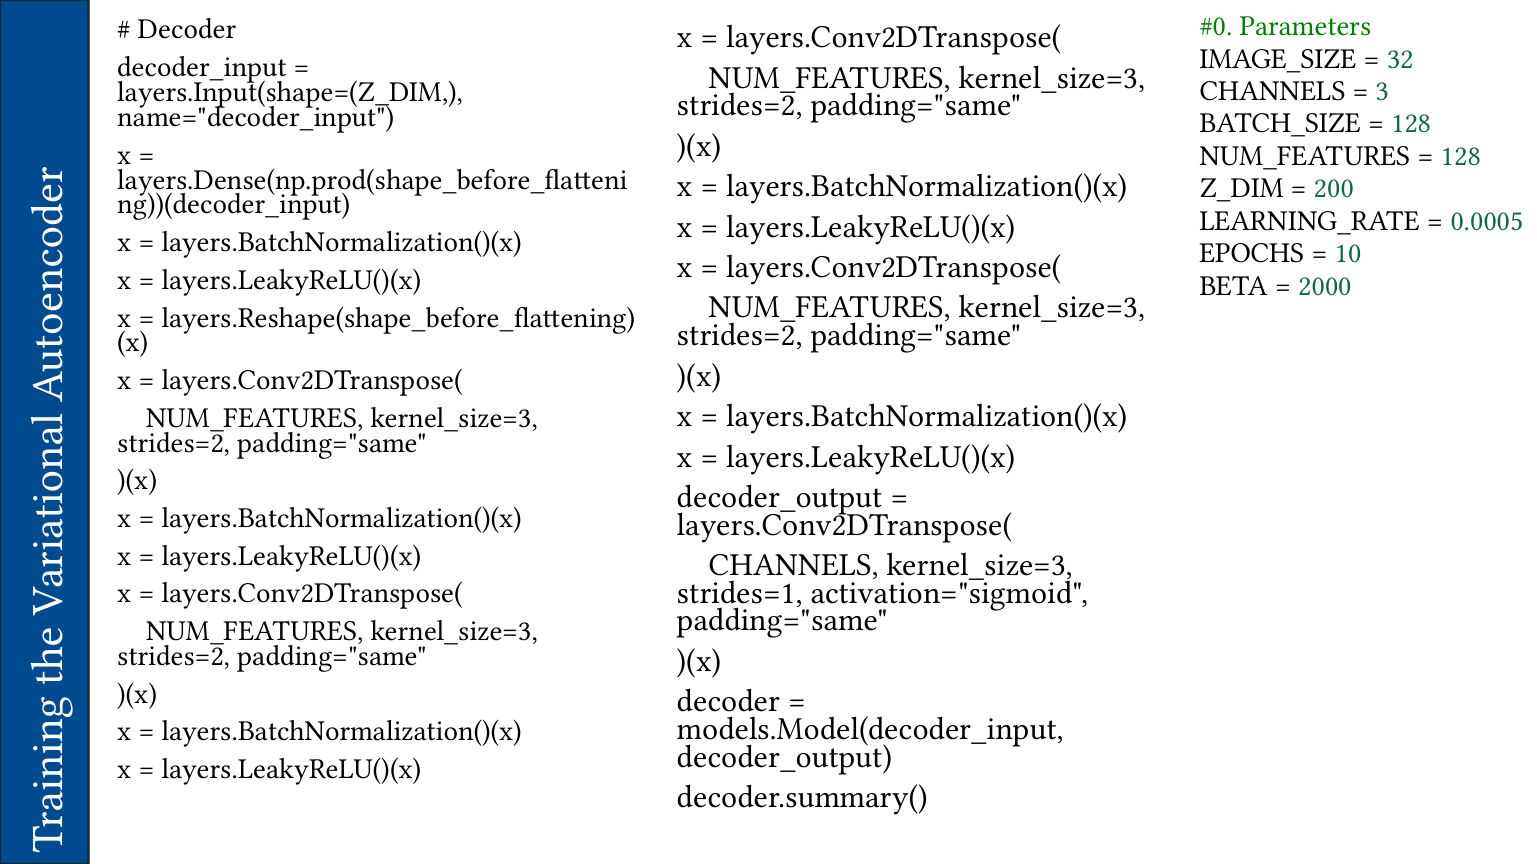 Training the Variational Autoencoder
# Decoder
decoder_input =
layers.Input(shape=(Z_DIM,),
name="decoder_input")
x =
layers.Dense(np.prod(shape_before_flatteni
ng))(decoder_input)
x = layers.BatchNormalization()(x)
x = layers.LeakyReLU()(x)
x = layers.Reshape(shape_before_flattening)
(x)
x = layers.Conv2DTranspose(
NUM_FEATURES, kernel_size=3,
strides=2, padding="same"
)(x)
x = layers.BatchNormalization()(x)
x = layers.LeakyReLU()(x)
x = layers.Conv2DTranspose(
NUM_FEATURES, kernel_size=3,
strides=2, padding="same"
)(x)
x = layers.BatchNormalization()(x)
x = layers.LeakyReLU()(x)
x = layers.Conv2DTranspose(
NUM_FEATURES, kernel_size=3,
strides=2, padding="same"
)(x)
x = layers.BatchNormalization()(x)
x = layers.LeakyReLU()(x)
x = layers.Conv2DTranspose(
NUM_FEATURES, kernel_size=3,
strides=2, padding="same"
)(x)
x = layers.BatchNormalization()(x)
x = layers.LeakyReLU()(x)
decoder_output =
layers.Conv2DTranspose(
CHANNELS, kernel_size=3,
strides=1, activation="sigmoid",
padding="same"
)(x)
decoder =
models.Model(decoder_input,
decoder_output)
decoder.summary()
#0. Parameters
IMAGE_SIZE = 32
CHANNELS = 3
BATCH_SIZE = 128
NUM_FEATURES = 128
Z_DIM = 200
LEARNING_RATE = 0.0005
EPOCHS = 10
BETA = 2000